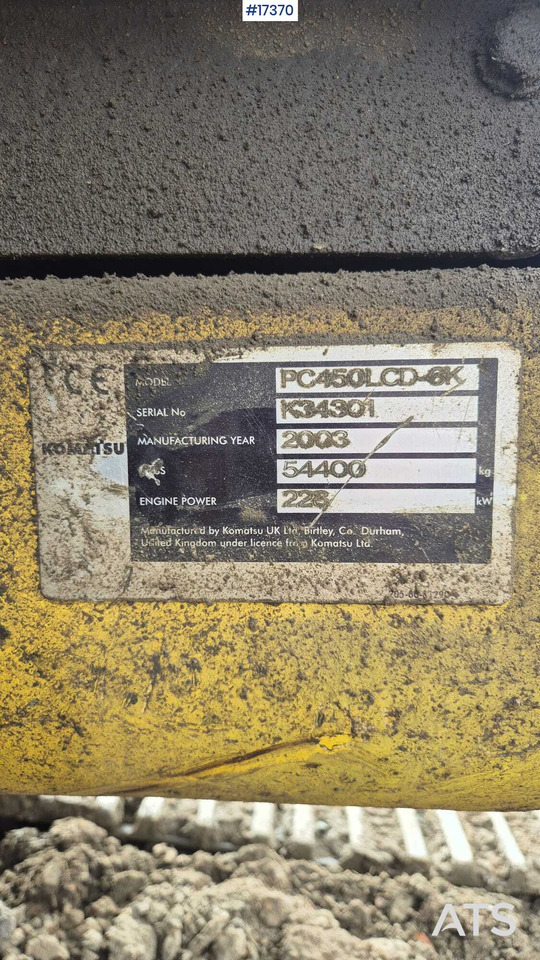 #17370
CE
MODEL PC450LCD-6K
SERIAL No K34301
KOMATSU
MANUFACTURING YEAR 2003
54400 kg
ENGINE POWER 228 kW
Manufactured by Komatsu UK Ltd. Birtley, Co. Durham,
United Kingdom under licence from Komatsu Ltd.
ATS